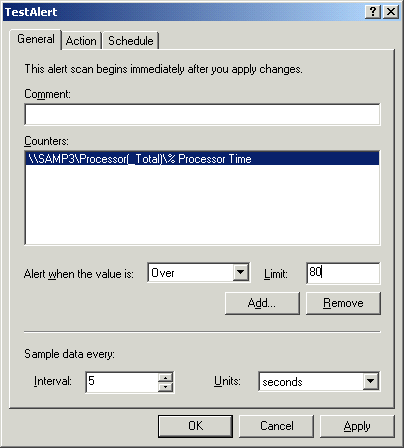 TestAlert
General Action Schedule
This alert scan begins immediately after you apply changes.
Comment:
Counters:
\\SAMP3\Processor(_Total)\% Processor Time
Alert when the value is: Over Limit: 80
Add... Remove
Sample data every:
Interval: 5 Units: seconds
OK Cancel Apply